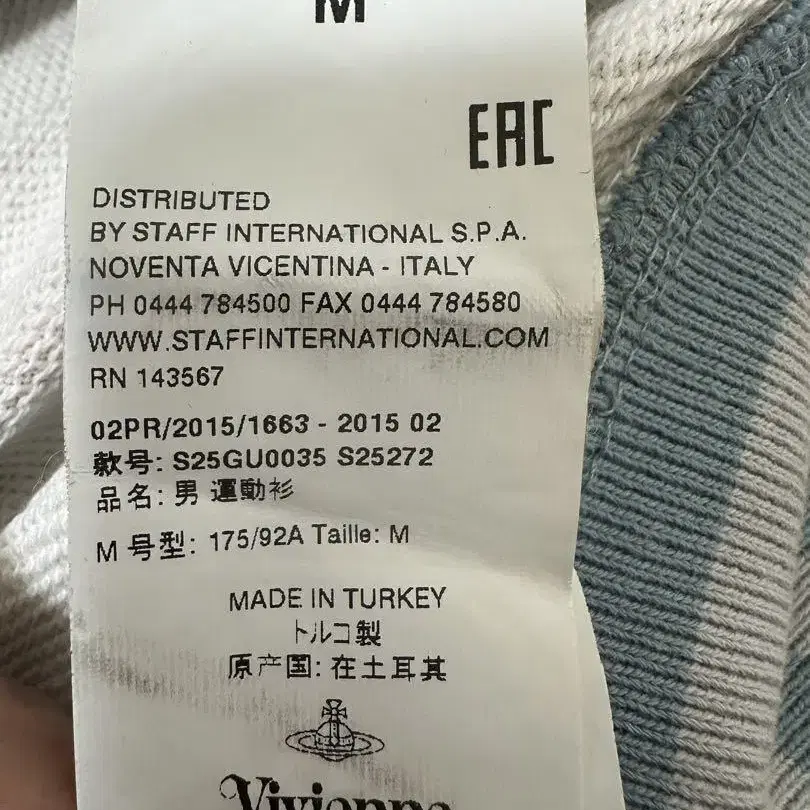 M
EAC
DISTRIBUTED
BY STAFF INTERNATIONAL S.P.A.
NOVENTA VICENTINA - ITALY
PH 0444 784500 FAX 0444 784580
WWW.STAFFINTERNATIONAL.COM
RN 143567
02PR/2015/1663 - 2015 02
款号: S25GU0035 S25272
品名: 男 運動衫
M 号型: 175/92A Taille: M
MADE IN TURKEY
トルコ製
原产国: 在土耳其
Vivienne